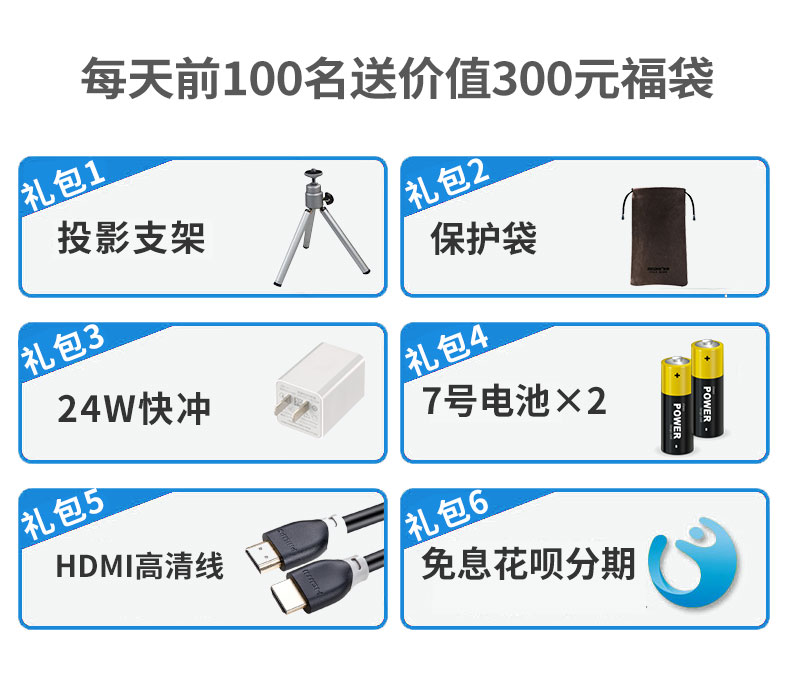 每天前100名送价值300元福袋
礼包1
投影支架
礼包2
保护袋
礼包3
24W快冲
礼包4
7号电池×2
POWER
POWER
礼包5
HDMI高清线
礼包6
免息花呗分期